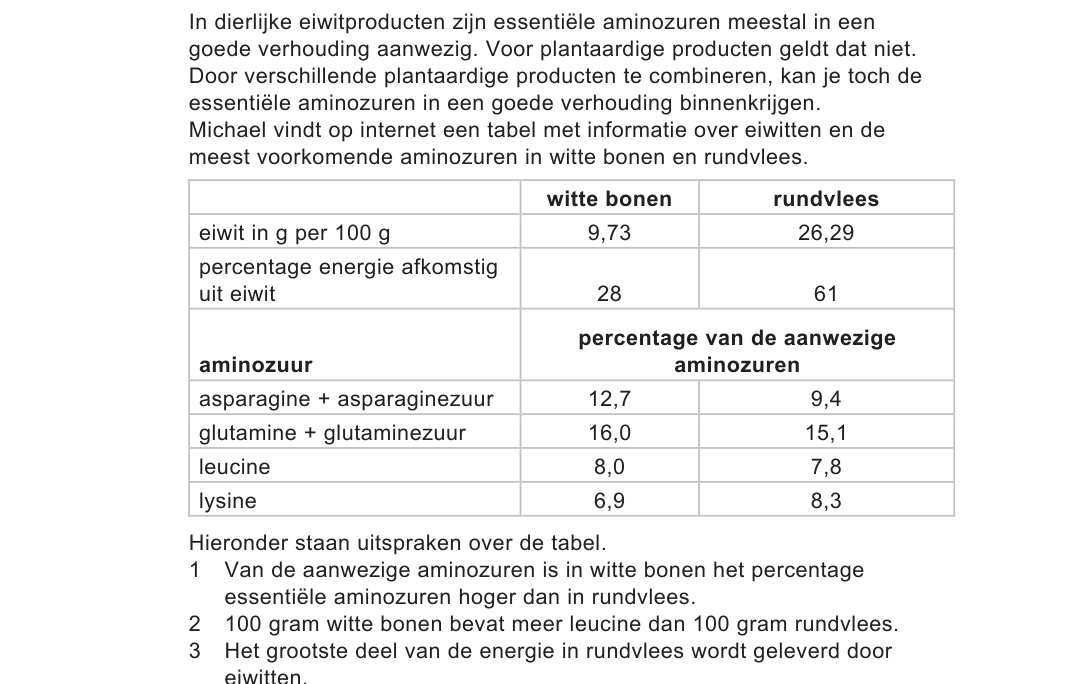 In dierlijke eiwitproducten zijn essentiële aminozuren meestal in een
goede verhouding aanwezig. Voor plantaardige producten geldt dat niet.
Door verschillende plantaardige producten te combineren, kan je toch de
essentiële aminozuren in een goede verhouding binnenkrijgen.
Michael vindt op internet een tabel met informatie over eiwitten en de
meest voorkomende aminozuren in witte bonen en rundvlees.
witte bonen rundvlees
eiwit in g per 100 g 9,73 26,29
percentage energie afkomstig
uit eiwit 28 61
percentage van de aanwezige
aminozuur aminozuren
asparagine + asparaginezuur 12,7 9,4
glutamine + glutaminezuur 16,0 15,1
leucine 8,0 7,8
lysine 6,9 8,3
Hieronder staan uitspraken over de tabel.
1 Van de aanwezige aminozuren is in witte bonen het percentage
essentiële aminozuren hoger dan in rundvlees.
2 100 gram witte bonen bevat meer leucine dan 100 gram rundvlees.
3 Het grootste deel van de energie in rundvlees wordt geleverd door
eiwitten.